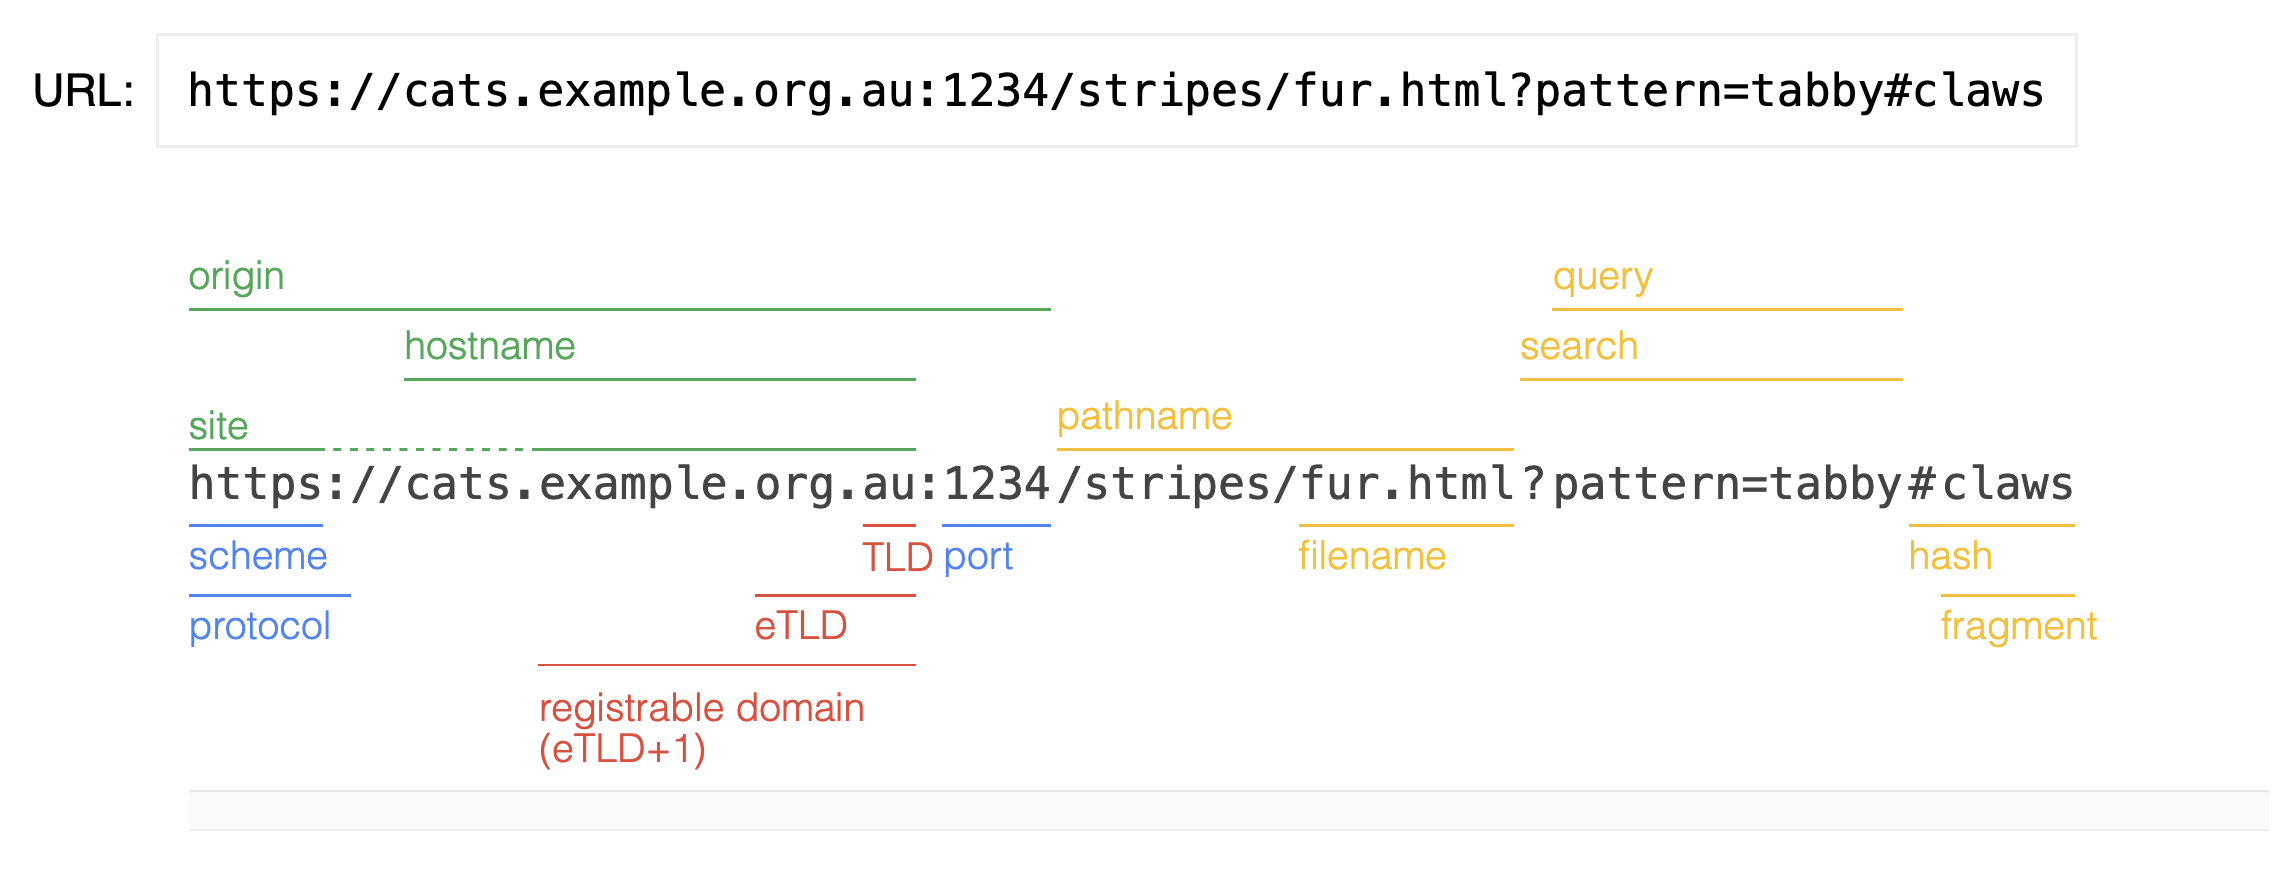 URL: https://cats.example.org.au:1234/stripes/fur.html?pattern=tabby#claws
origin query
hostname search
site pathname
https://cats.example.org.au:1234/stripes/fur.html?pattern=tabby#claws
scheme TLD port filename hash
protocol eTLD fragment
registrable domain
(eTLD+1)